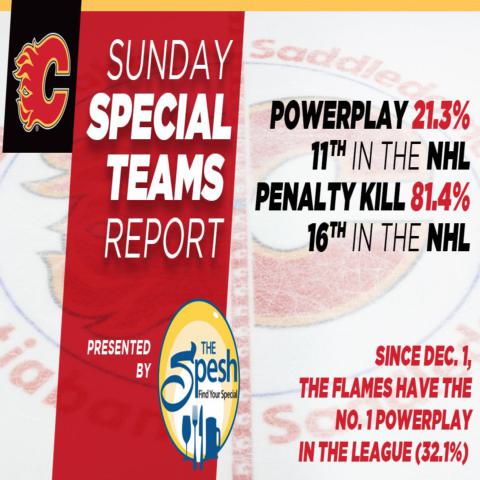 SUNDAY
SPECIAL
TEAMS
REPORT
PRESENTED
BY
THE
Spesh
Find Your Special
POWERPLAY 21.3%
11TH IN THE NHL
PENALTY KILL 81.4%
16TH IN THE NHL
SINCE DEC. 1,
THE FLAMES HAVE THE
NO. 1 POWERPLAY
IN THE LEAGUE (32.1%)